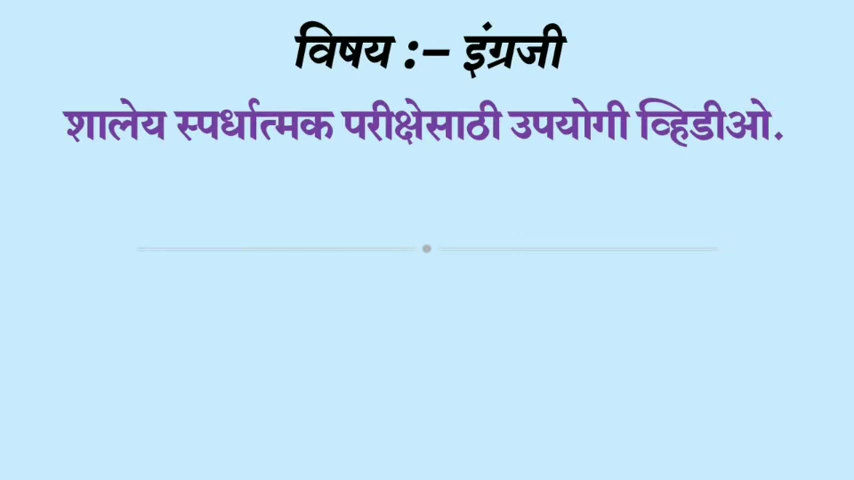 विषय :– इंग्रजी
शालेय स्पर्धात्मक परीक्षेसाठी उपयोगी व्हिडीओ.